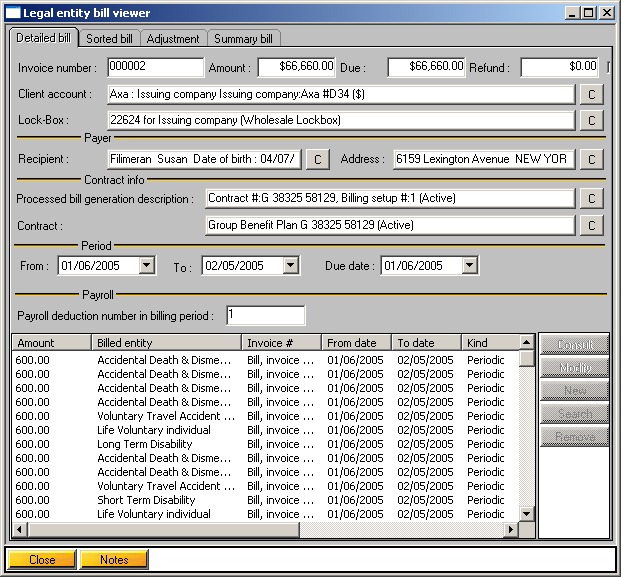 Legal entity bill viewer
Detailed bill Sorted bill Adjustment Summary bill
Invoice number : 000002 Amount : $66,660.00 Due : $66,660.00 Refund : $0.00
Client account : Axa : Issuing company Issuing company:Axa #D34 ($) C
Lock-Box : 22624 for Issuing company (Wholesale Lockbox) C
Payer
Recipient : Filimeran Susan Date of birth : 04/07/ C Address : 6159 Lexington Avenue NEW YOR C
Contract info
Processed bill generation description : Contract #:G 38325 58129, Billing setup #:1 (Active) C
Contract : Group Benefit Plan G 38325 58129 (Active) C
Period
From : 01/06/2005 To : 02/05/2005 Due date : 01/06/2005
Payroll
Payroll deduction number in billing period : 1
Amount Billed entity Invoice # From date To date Kind Consult
600.00 Accidental Death & Disme... Bill, invoice ... 01/06/2005 02/05/2005 Periodic
600.00 Accidental Death & Disme... Bill, invoice ... 01/06/2005 02/05/2005 Periodic Modify
600.00 Accidental Death & Disme... Bill, invoice ... 01/06/2005 02/05/2005 Periodic
600.00 Accidental Death & Disme... Bill, invoice ... 01/06/2005 02/05/2005 Periodic New
600.00 Voluntary Travel Accident ... Bill, invoice ... 01/06/2005 02/05/2005 Periodic Search
600.00 Life Voluntary individual Bill, invoice ... 01/06/2005 02/05/2005 Periodic
600.00 Long Term Disability Bill, invoice ... 01/06/2005 02/05/2005 Periodic Remove
600.00 Accidental Death & Disme... Bill, invoice ... 01/06/2005 02/05/2005 Periodic
600.00 Accidental Death & Disme... Bill, invoice ... 01/06/2005 02/05/2005 Periodic
600.00 Voluntary Travel Accident ... Bill, invoice ... 01/06/2005 02/05/2005 Periodic
600.00 Short Term Disability Bill, invoice ... 01/06/2005 02/05/2005 Periodic
600.00 Life Voluntary individual Bill, invoice ... 01/06/2005 02/05/2005 Periodic
Close Notes